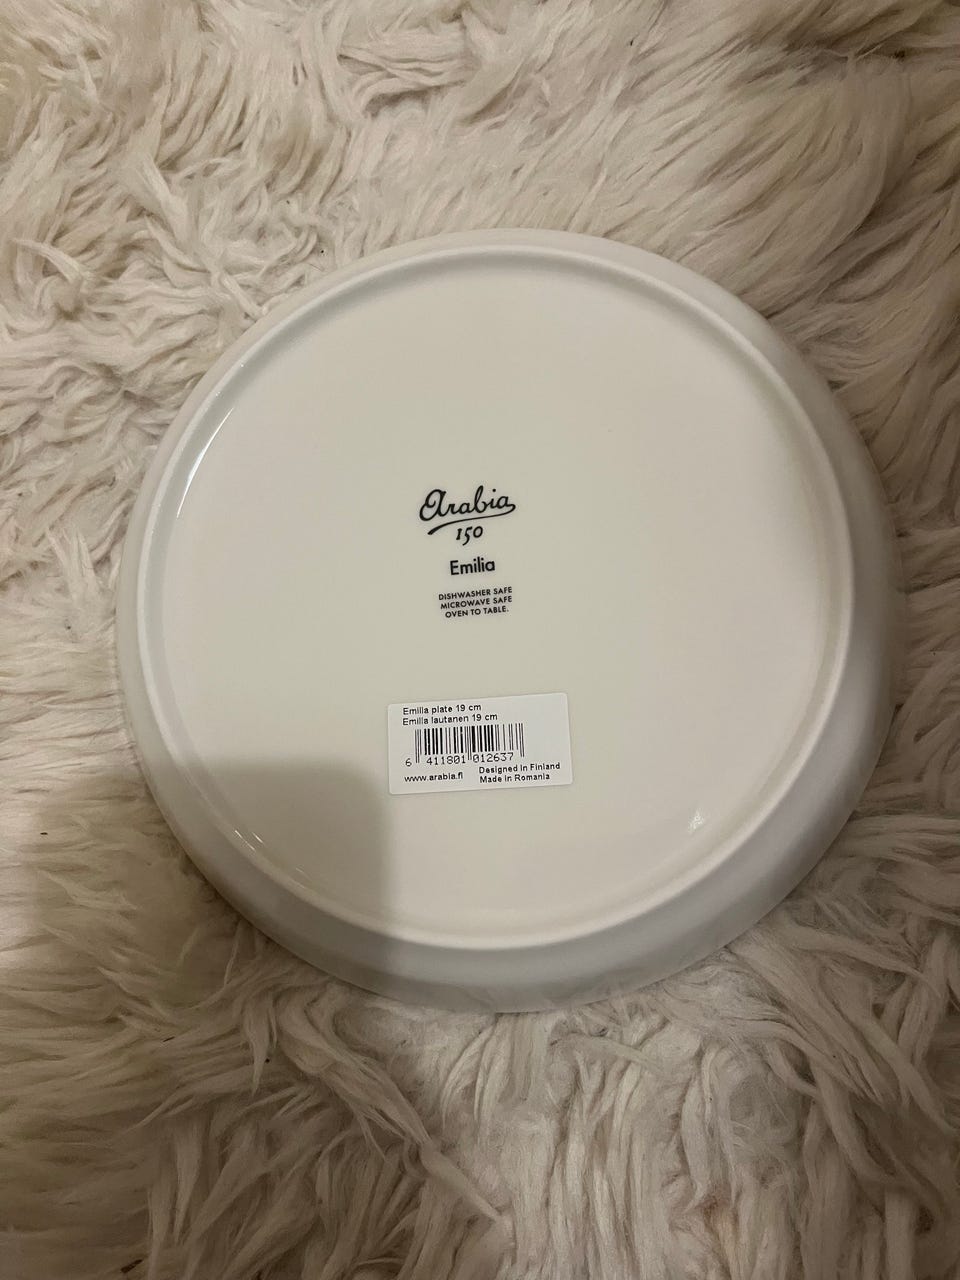 Arabia
150
Emilia
DISHWASHER SAFE
MICROWAVE SAFE
OVEN TO TABLE.
Emilia plate 19 cm
Emilia lautanen 19 cm
6 411801 012637
www.arabia.fi
Designed in Finland
Made in Romania